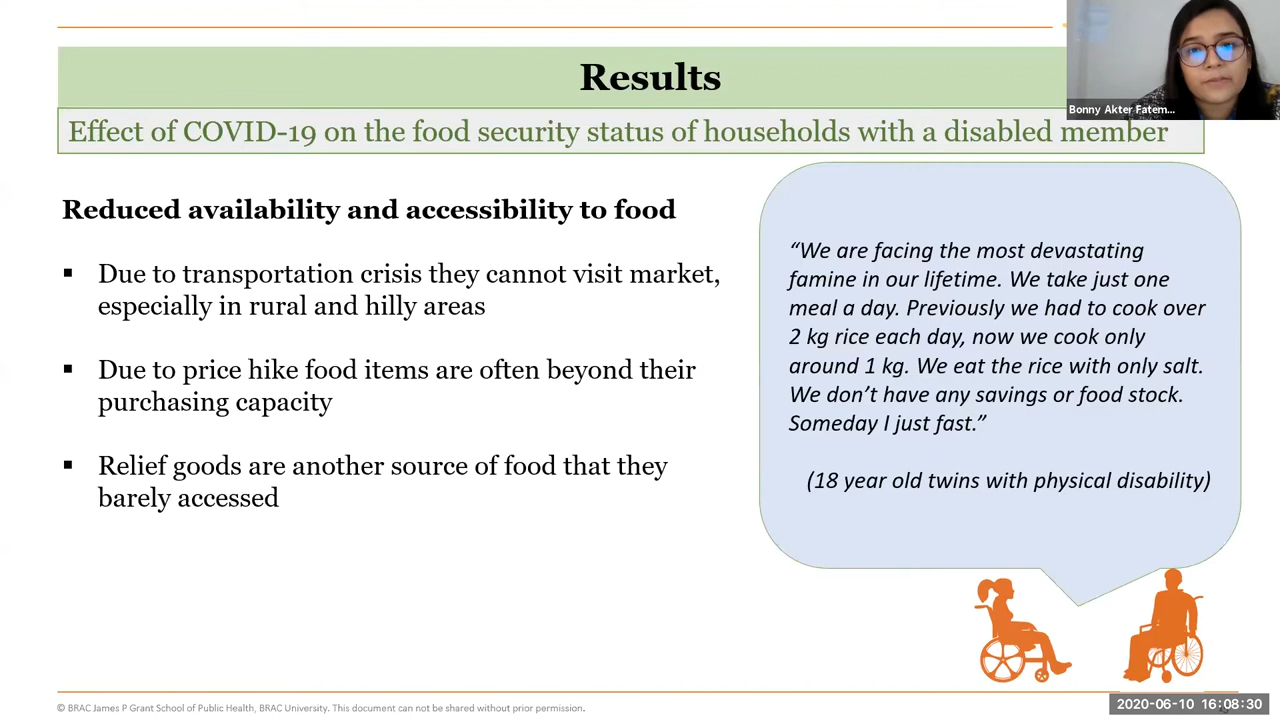 Results
Bonny Akter Fatem...
Effect of COVID-19 on the food security status of households with a disabled member
Reduced availability and accessibility to food
▪ Due to transportation crisis they cannot visit market,
especially in rural and hilly areas
▪ Due to price hike food items are often beyond their
purchasing capacity
▪ Relief goods are another source of food that they
barely accessed
“We are facing the most devastating
famine in our lifetime. We take just one
meal a day. Previously we had to cook over
2 kg rice each day, now we cook only
around 1 kg. We eat the rice with only salt.
We don’t have any savings or food stock.
Someday I just fast.”
(18 year old twins with physical disability)
© BRAC James P Grant School of Public Health, BRAC University. This document can not be shared without prior permission.
2020-06-10 16:08:30